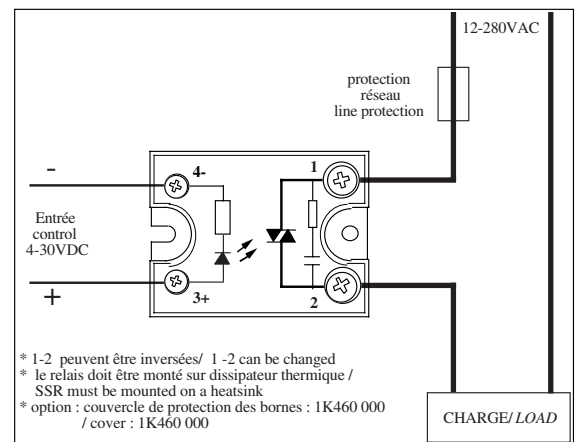 12-280VAC
protection
réseau
line protection
-
4-
1
Entrée
control
4-30VDC
+
3+
2
* 1-2 peuvent être inversées/ 1 -2 can be changed
* le relais doit être monté sur dissipateur thermique /
SSR must be mounted on a heatsink
* option : couvercle de protection des bornes : 1K460 000
/ cover : 1K460 000
CHARGE/ LOAD